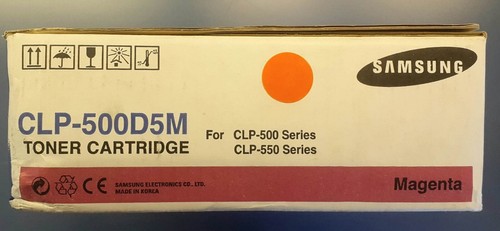 SAMSUNG
CLP-500D5M
TONER CARTRIDGE
For CLP-500 Series
CLP-550 Series
CE
SAMSUNG ELECTRONICS CO., LTD.
MADE IN KOREA
Magenta